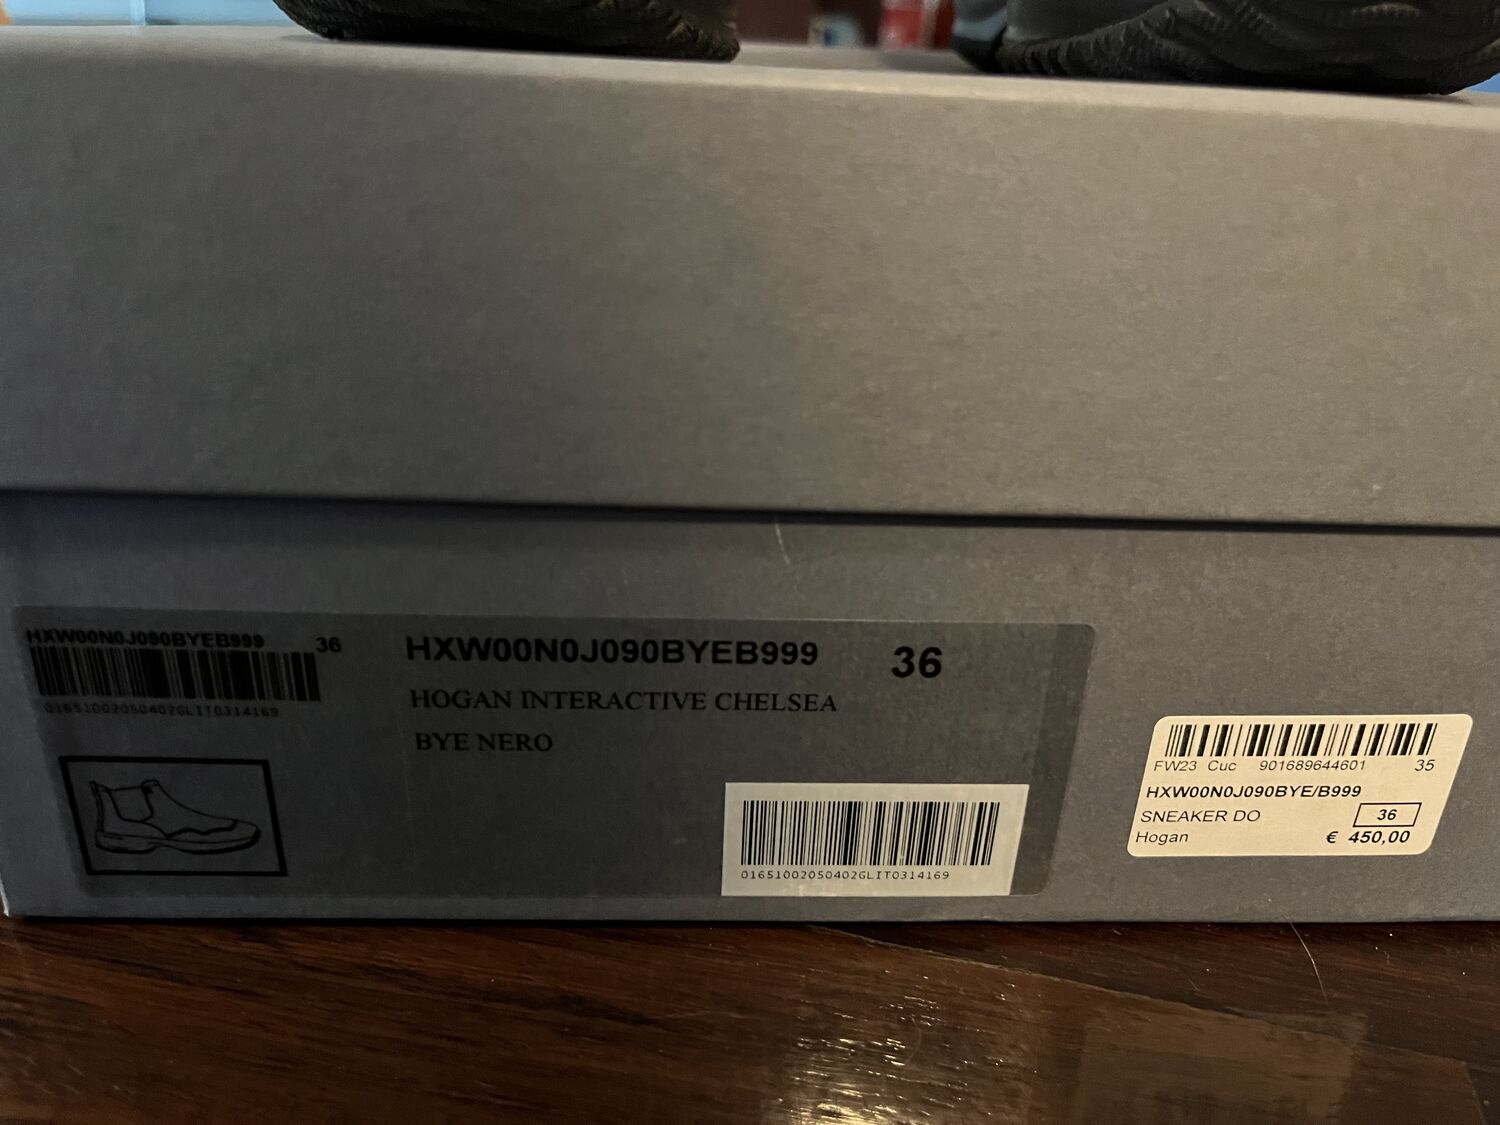 HXW00N0J090BYEB999 36
01651002050402GLIT0314169
HXW00N0J090BYEB999 36
HOGAN INTERACTIVE CHELSEA
BYE NERO
01651002050402GLIT0314169
FW23 Cuc 901689644601 35
HXW00N0J090BYE/B999
SNEAKER DO 36
Hogan € 450,00